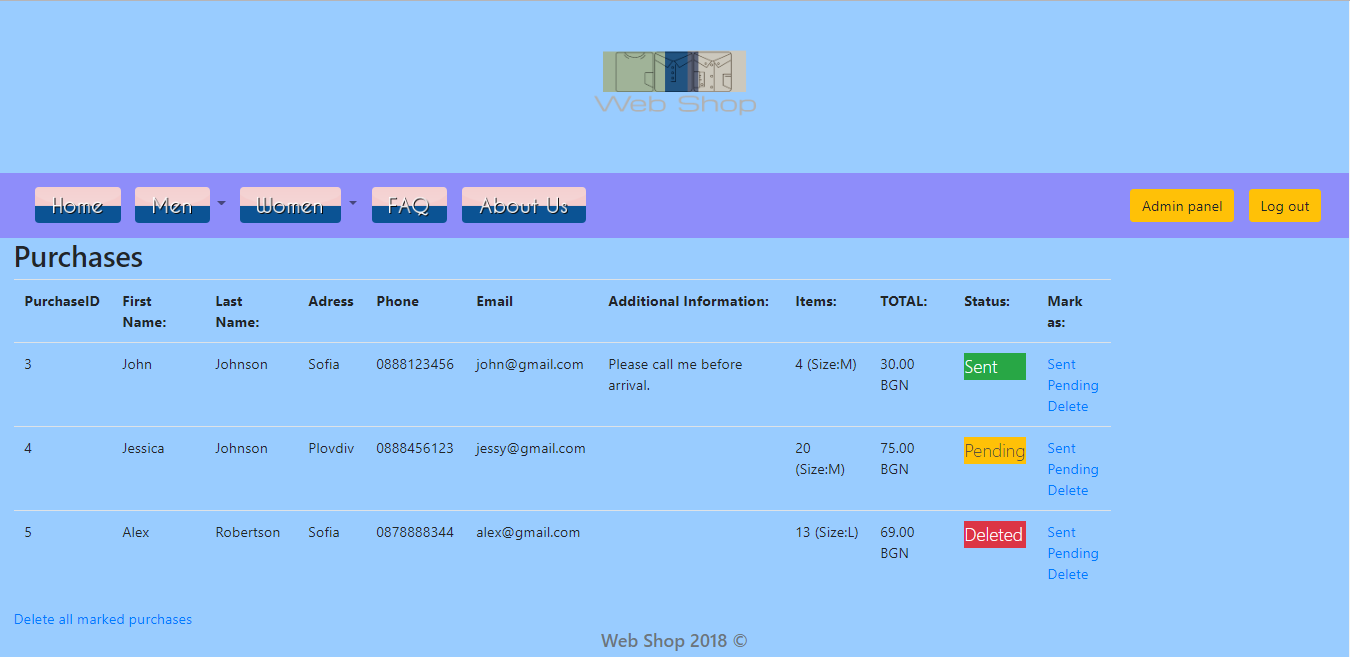 Web Shop
Home Men Women FAQ About Us Admin panel Log out
Purchases
PurchaseID First Last Adress Phone Email Additional Information: Items: TOTAL: Status: Mark
Name: Name: as:
3 John Johnson Sofia 0888123456 john@gmail.com Please call me before 4 (Size:M) 30.00 Sent Sent
arrival. BGN Pending
Delete
4 Jessica Johnson Plovdiv 0888456123 jessy@gmail.com 20 75.00 Pending Sent
(Size:M) BGN Pending
Delete
5 Alex Robertson Sofia 0878888344 alex@gmail.com 13 (Size:L) 69.00 Deleted Sent
BGN Pending
Delete
Delete all marked purchases
Web Shop 2018 ©